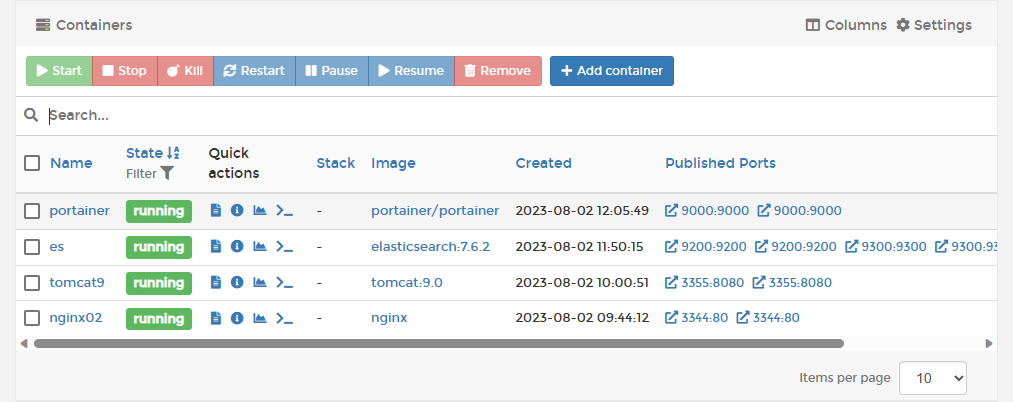 Containers Columns Settings
Start Stop Kill Restart Pause Resume Remove + Add container
Search...
Name State Filter Quick actions Stack Image Created Published Ports
portainer running - portainer/portainer 2023-08-02 12:05:49 9000:9000 9000:9000
es running - elasticsearch:7.6.2 2023-08-02 11:50:15 9200:9200 9200:9200 9300:9300 9300:93
tomcat9 running - tomcat:9.0 2023-08-02 10:00:51 3355:8080 3355:8080
nginx02 running - nginx 2023-08-02 09:44:12 3344:80 3344:80
Items per page 10